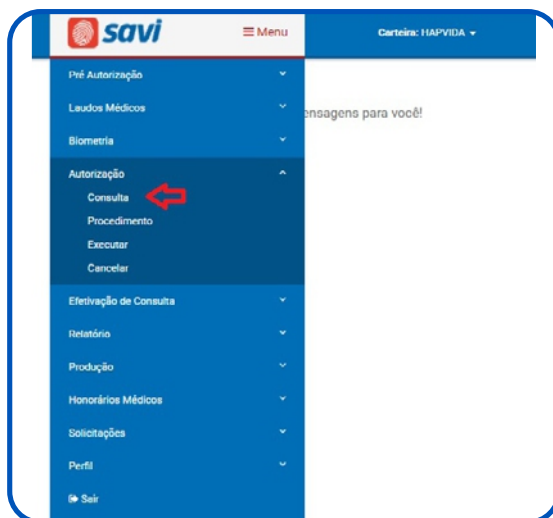 savi
Menu
Carteira: HAPVIDA
Pré Autorização
Laudos Médicos
ensagens para você!
Biometria
Autorização
Consulta
Procedimento
Executar
Cancelar
Efetivação de Consulta
Relatório
Produção
Honorários Médicos
Solicitações
Perfil
Sair